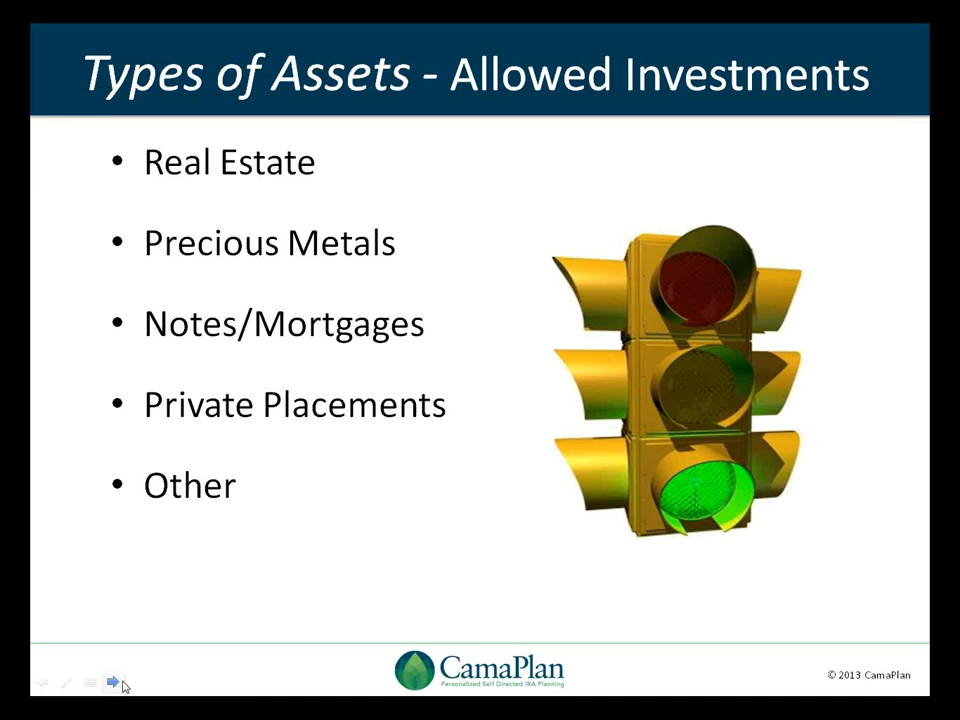 Types of Assets - Allowed Investments
• Real Estate
• Precious Metals
• Notes/Mortgages
• Private Placements
• Other
CamaPlan
Personalized Self Directed IRA Planning
© 2013 CamaPlan